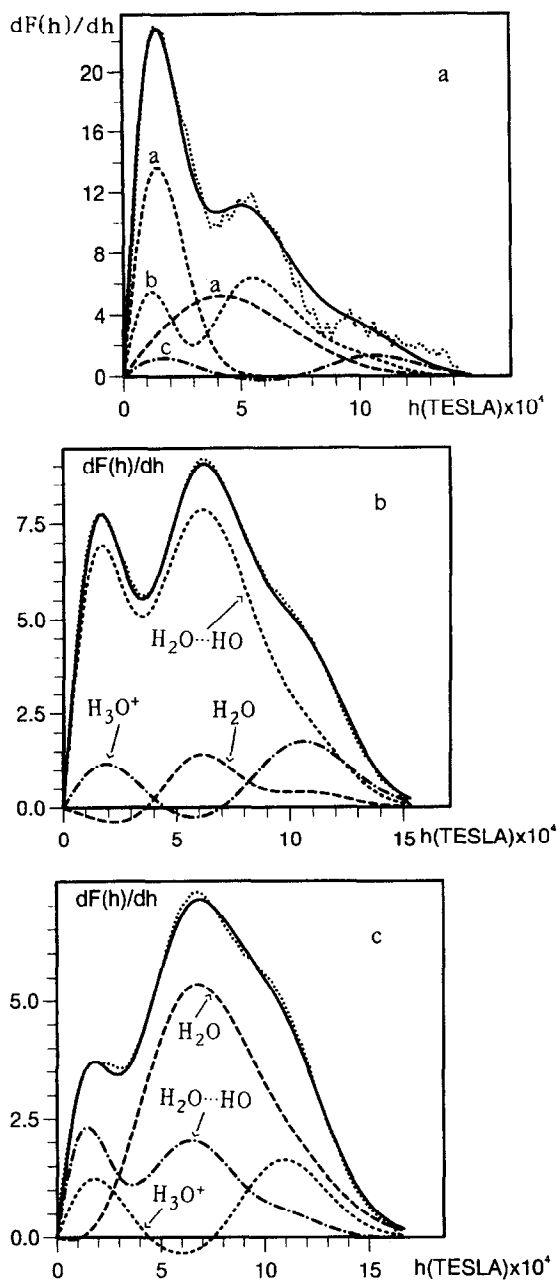 dF(h)/dh
a
20
16
12
8
4
0
a
b
a
c
0 5 10
h(TESLA)x10⁴
dF(h)/dh
b
7.5
5.0
2.5
0.0
H₂O···HO
H₃O⁺
H₂O
0 5 10 15 h(TESLA)x10⁴
dF(h)/dh
c
5.0
2.5
0.0
H₂O
H₂O···HO
H₃O⁺
0 5 10 15
h(TESLA)x10⁴